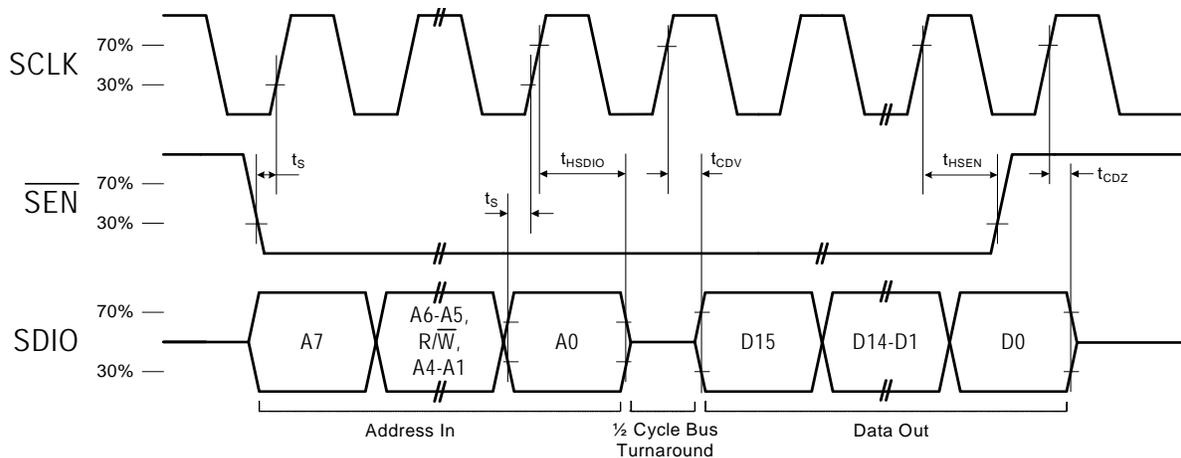 SCLK
70%
30%
tS
tHSDIO
tCDV
tHSEN
tCDZ
SEN
70%
30%
tS
SDIO
70%
30%
A7
A6-A5,
R/W,
A4-A1
A0
D15
D14-D1
D0
Address In
½ Cycle Bus
Turnaround
Data Out